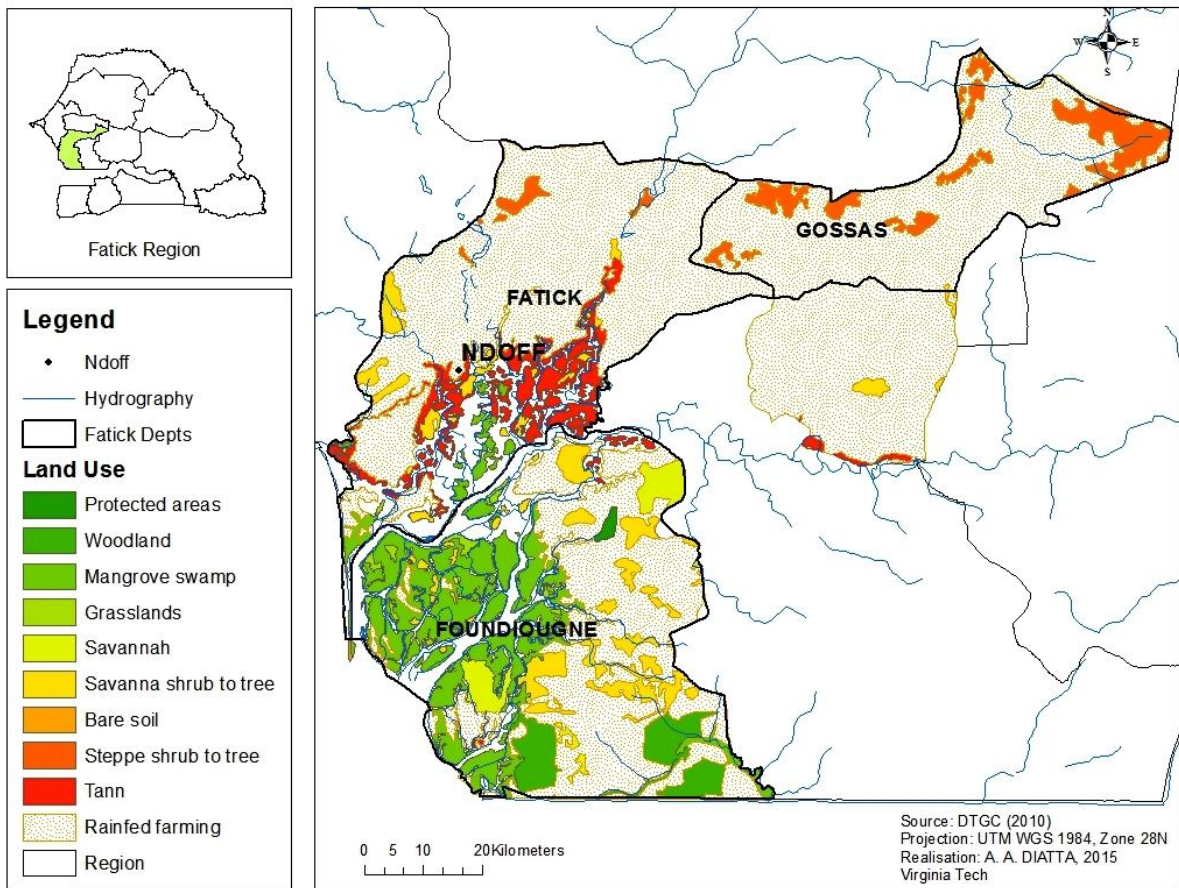 Fatick Region
Legend
Ndoff
Hydrography
Fatick Depts
Land Use
Protected areas
Woodland
Mangrove swamp
Grasslands
Savannah
Savanna shrub to tree
Bare soil
Steppe shrub to tree
Tann
Rainfed farming
Region
N
W E
S
GOSSAS
FATICK
NDOFF
FOUNDIOUGNE
0 5 10 20 Kilometers
Source: DTGC (2010)
Projection: UTM WGS 1984, Zone 28N
Realisation: A. A. DIATTA, 2015
Virginia Tech